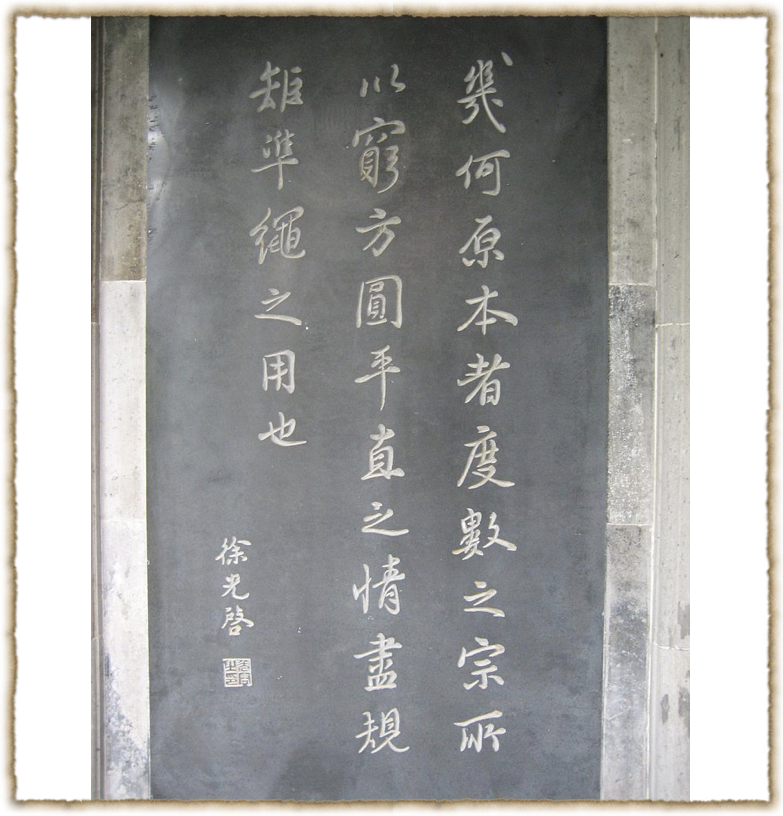 幾何原本者度數之宗所
以窮方圓平直之情盡規
矩準繩之用也
徐光啓